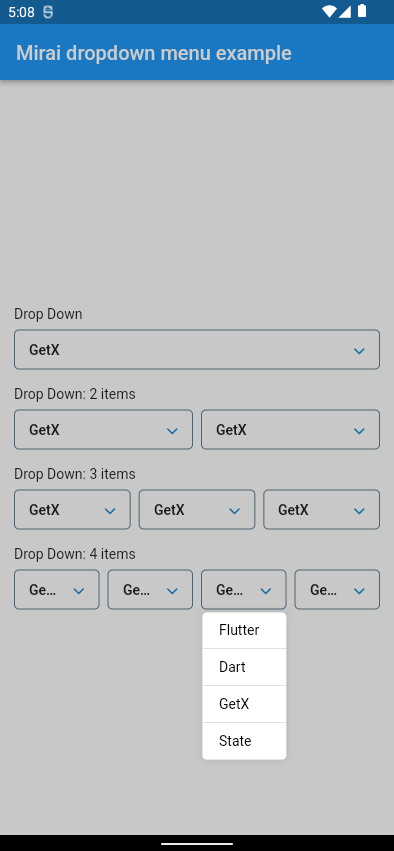 5:08
Mirai dropdown menu example
Drop Down
GetX
Drop Down: 2 items
GetX GetX
Drop Down: 3 items
GetX GetX GetX
Drop Down: 4 items
Ge... Ge... Ge... Ge...
Flutter
Dart
GetX
State